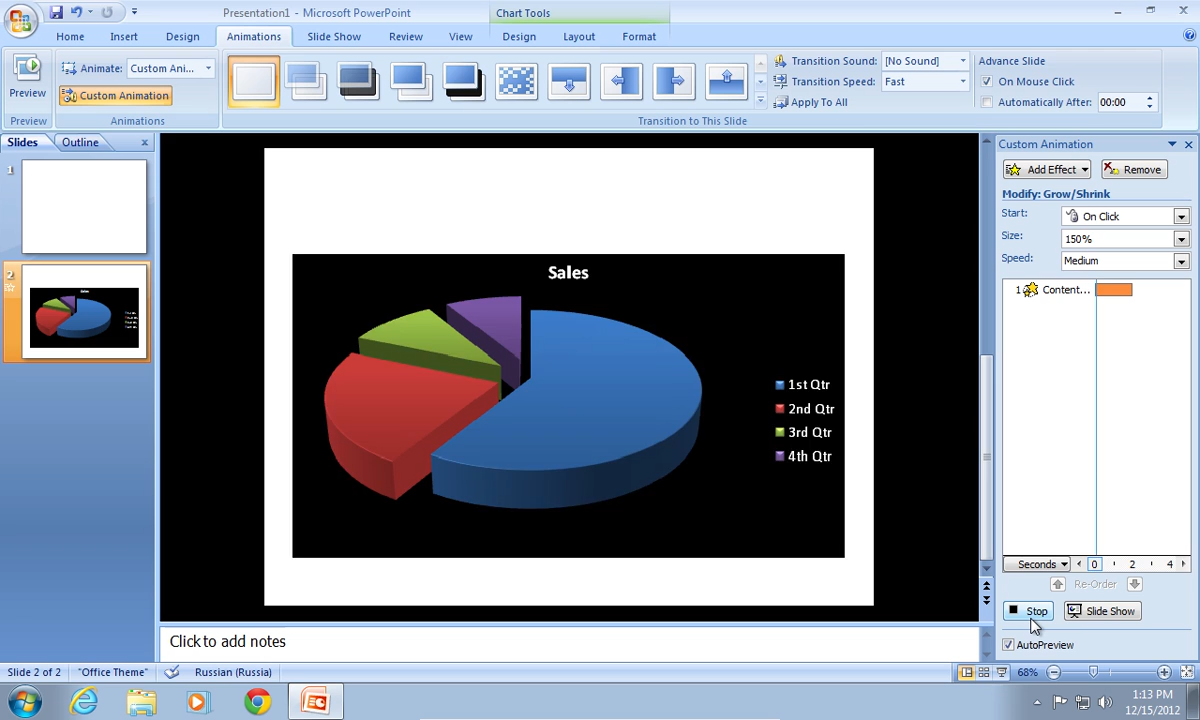 Presentation1 - Microsoft PowerPoint
Chart Tools
Home Insert Design Animations Slide Show Review View Design Layout Format
Preview
Preview
Animate: Custom Ani...
Custom Animation
Animations
Transition Sound: [No Sound]
Transition Speed: Fast
Apply To All
Transition to This Slide
Advance Slide
On Mouse Click
Automatically After: 00:00
Slides Outline x
1
2
Sales
1st Qtr
2nd Qtr
3rd Qtr
4th Qtr
Click to add notes
Custom Animation
Add Effect Remove
Modify: Grow/Shrink
Start: On Click
Size: 150%
Speed: Medium
1 Content...
Seconds 0 2 4
Re-Order
Stop Slide Show
AutoPreview
Slide 2 of 2 "Office Theme" Russian (Russia) 68%
1:13 PM
12/15/2012